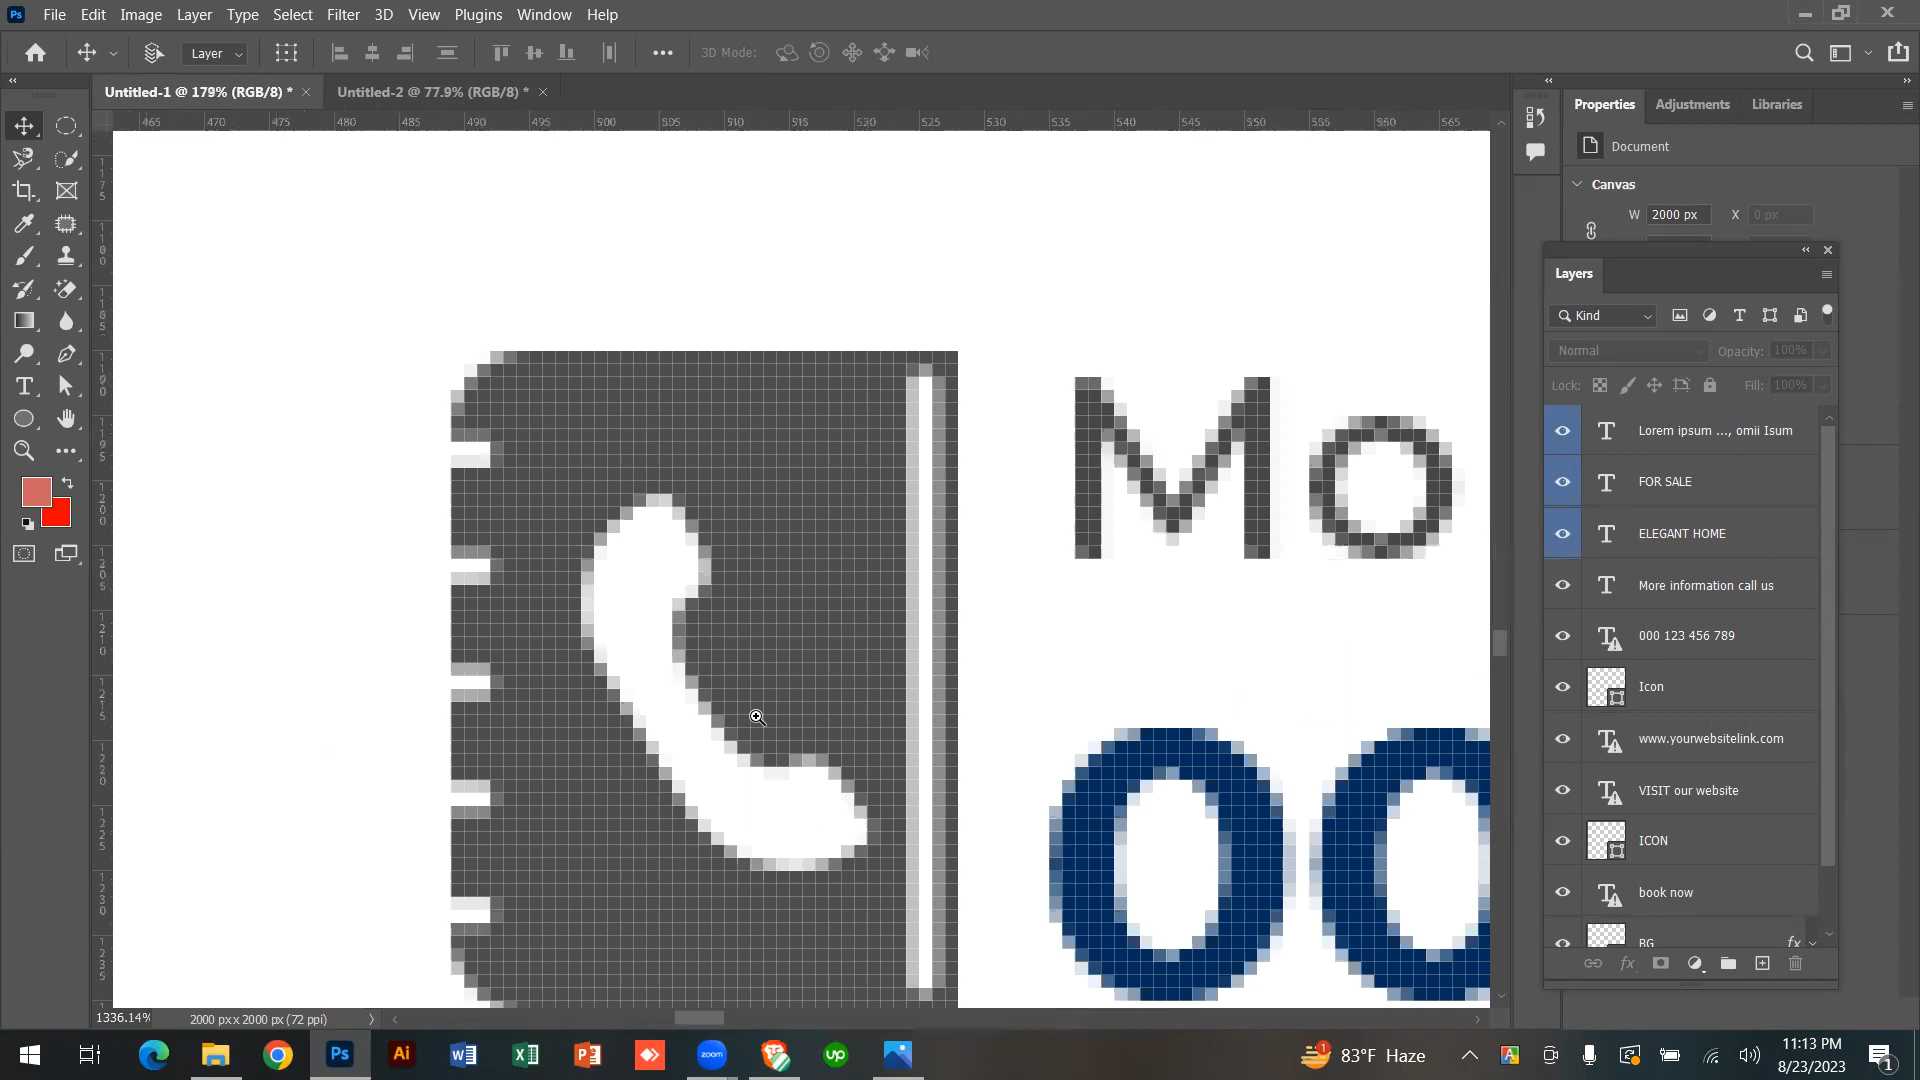 File Edit Image Layer Type Select Filter 3D View Plugins Window Help
Layer 3D Mode:
Untitled-1 @ 179% (RGB/8) * Untitled-2 @ 77.9% (RGB/8) *
465 470 475 480 485 490 495 500 505 510 515 520 525 530 535 540 545 550 555 560 565
Mo
00
Properties Adjustments Libraries
Document
Canvas
W 2000 px X 0 px
Layers
Kind
Normal Opacity: 100%
Lock: Fill: 100%
Lorem ipsum ..., omii Isum
FOR SALE
ELEGANT HOME
More information call us
000 123 456 789
Icon
www.yourwebsitelink.com
VISIT our website
ICON
book now
BG fx
1336.14% 2000 px x 2000 px (72 ppi)
83°F Haze
11:13 PM
8/23/2023